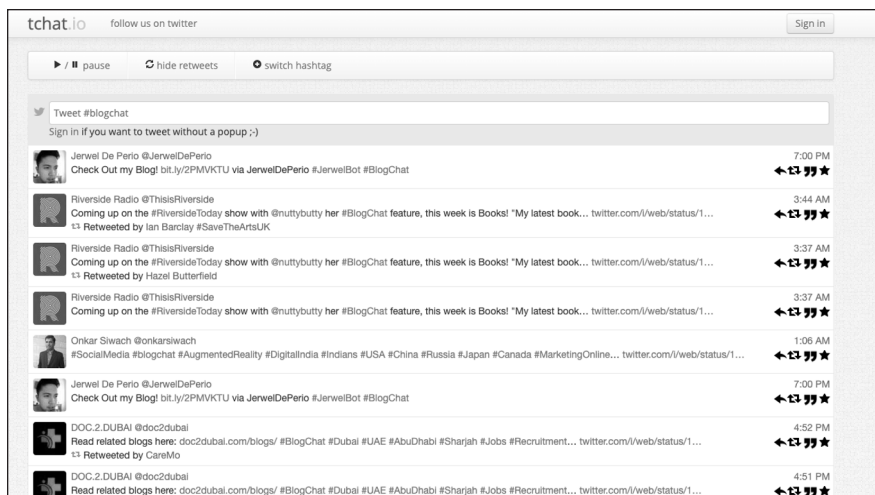 tchat.io follow us on twitter Sign in
/ pause hide retweets switch hashtag
Tweet #blogchat
Sign in if you want to tweet without a popup ;-)
Jerwel De Perio @JerwelDePerio 7:00 PM
Check Out my Blog! bit.ly/2PMVKTU via JerwelDePerio #JerwelBot #BlogChat
Riverside Radio @ThisisRiverside 3:44 AM
Coming up on the #RiversideToday show with @nuttybutty her #BlogChat feature, this week is Books! "My latest book... twitter.com/i/web/status/1...
Retweeted by Ian Barclay #SaveTheArtsUK
Riverside Radio @ThisisRiverside 3:37 AM
Coming up on the #RiversideToday show with @nuttybutty her #BlogChat feature, this week is Books! "My latest book... twitter.com/i/web/status/1...
Retweeted by Hazel Butterfield
Riverside Radio @ThisisRiverside 3:37 AM
Coming up on the #RiversideToday show with @nuttybutty her #BlogChat feature, this week is Books! "My latest book... twitter.com/i/web/status/1...
Onkar Siwach @onkarsiwach 1:06 AM
#SocialMedia #blogchat #AugmentedReality #DigitalIndia #Indians #USA #China #Russia #Japan #Canada #MarketingOnline... twitter.com/i/web/status/1...
Jerwel De Perio @JerwelDePerio 7:00 PM
Check Out my Blog! bit.ly/2PMVKTU via JerwelDePerio #JerwelBot #BlogChat
DOC.2.DUBAI @doc2dubai 4:52 PM
Read related blogs here: doc2dubai.com/blogs/ #BlogChat #Dubai #UAE #AbuDhabi #Sharjah #Jobs #Recruitment... twitter.com/i/web/status/1...
Retweeted by CareMo
DOC.2.DUBAI @doc2dubai 4:51 PM
Read related blogs here: doc2dubai.com/blogs/ #BlogChat #Dubai #UAE #AbuDhabi #Sharjah #Jobs #Recruitment... twitter.com/i/web/status/1...